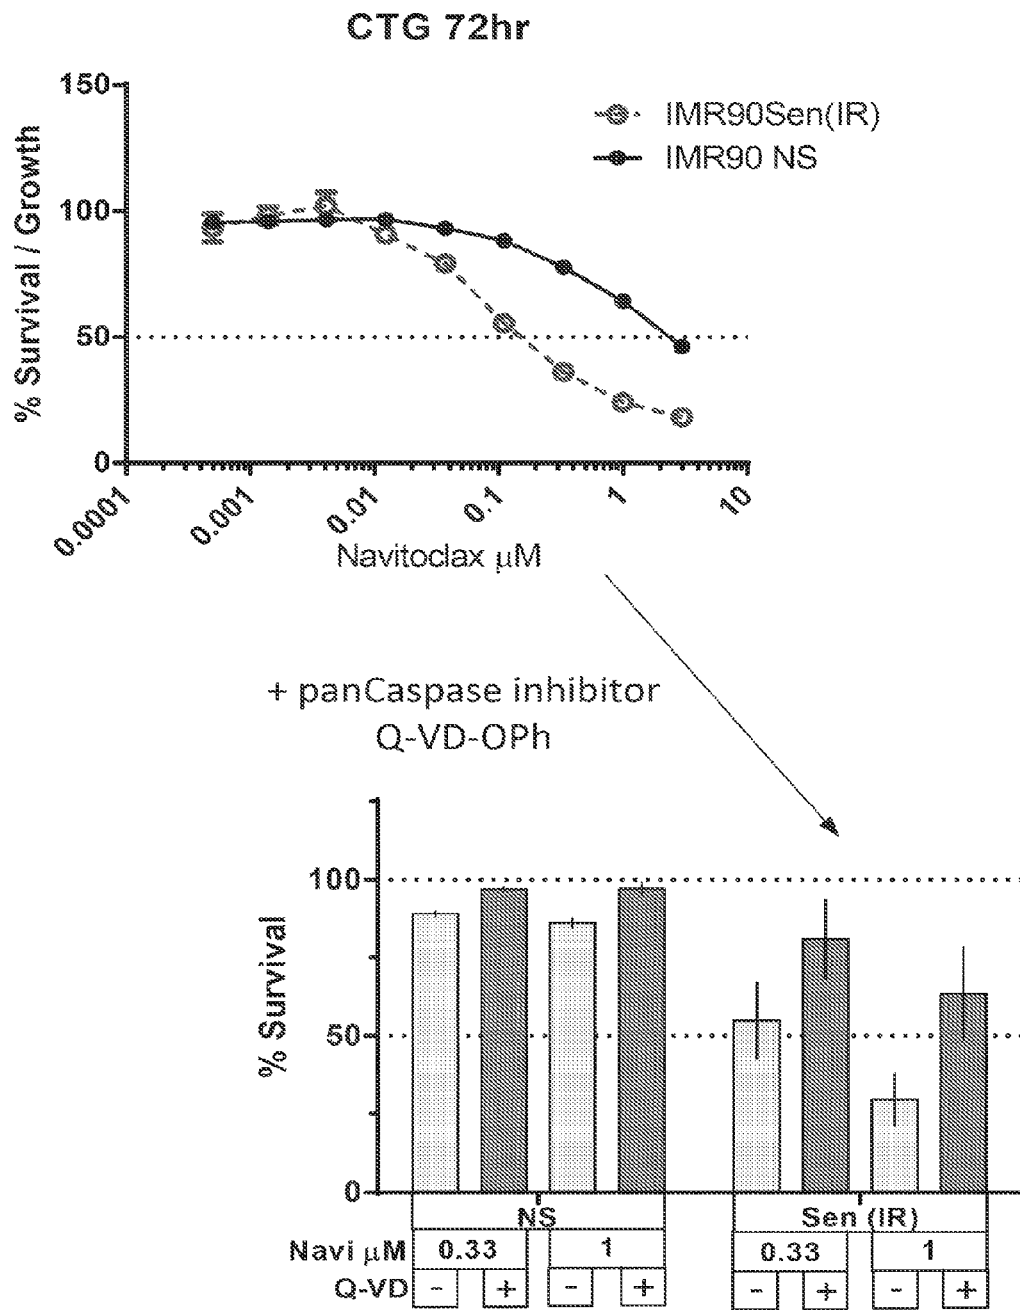 CTG 72hr
150
100
50
0
% Survival / Growth
IMR90Sen(IR)
IMR90 NS
0.0001
0.001
0.01
0.1
1
10
Navitoclax μM
+ panCaspase inhibitor
Q-VD-OPh
100
50
0
% Survival
NS
Sen (IR)
Navi μM
0.33
1
0.33
1
Q-VD
-
+
-
+
-
+
-
+